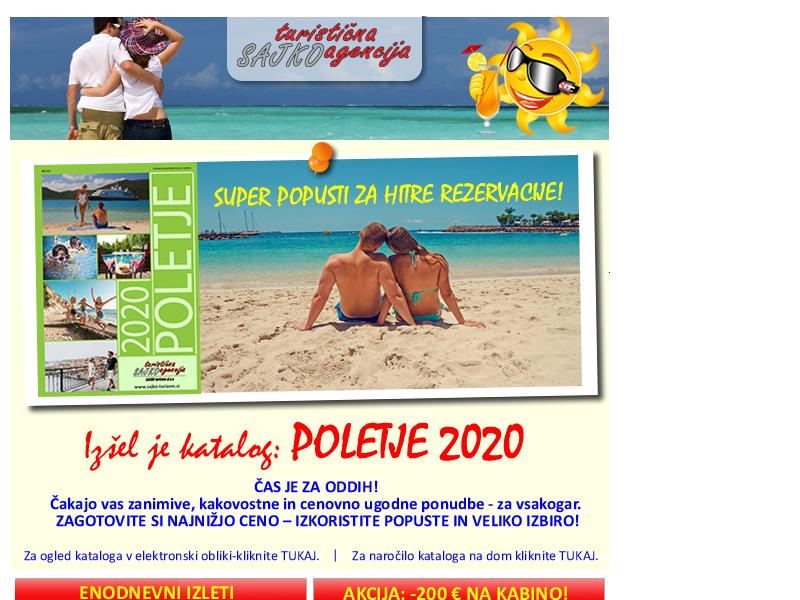 turistična
SAJKO agencija
SUPER POPUSTI ZA HITRE REZERVACIJE!
2020
POLETJE
turistična
SAJKO agencija
www.sajko-turizem.si
Izšel je katalog: POLETJE 2020
ČAS JE ZA ODDIH!
Čakajo vas zanimive, kakovostne in cenovno ugodne ponudbe - za vsakogar.
ZAGOTOVITE SI NAJNIŽJO CENO – IZKORISTITE POPUSTE IN VELIKO IZBIRO!
Za ogled kataloga v elektronski obliki-kliknite TUKAJ. | Za naročilo kataloga na dom kliknite TUKAJ.
ENODNEVNI IZLETI
AKCIJA: -200 € NA KABINO!